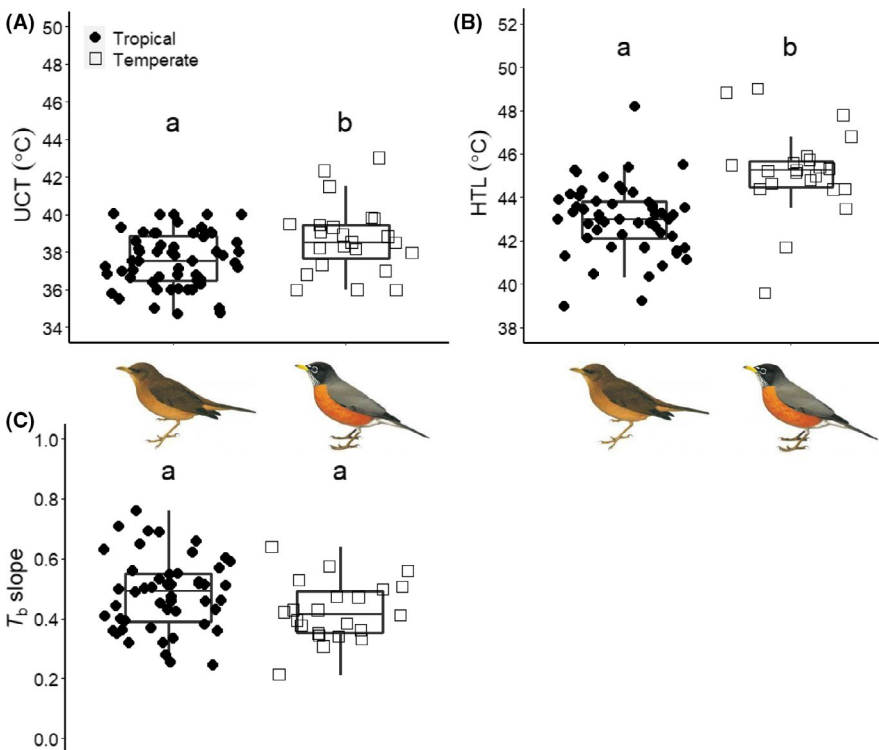 (A)
50
48
46
44
42
40
38
36
34
UCT (°C)
Tropical
Temperate
a
b
(B)
52
50
48
46
44
42
40
38
HTL (°C)
a
b
(C)
1.0
0.8
0.6
0.4
0.2
0.0
Tb slope
a
a